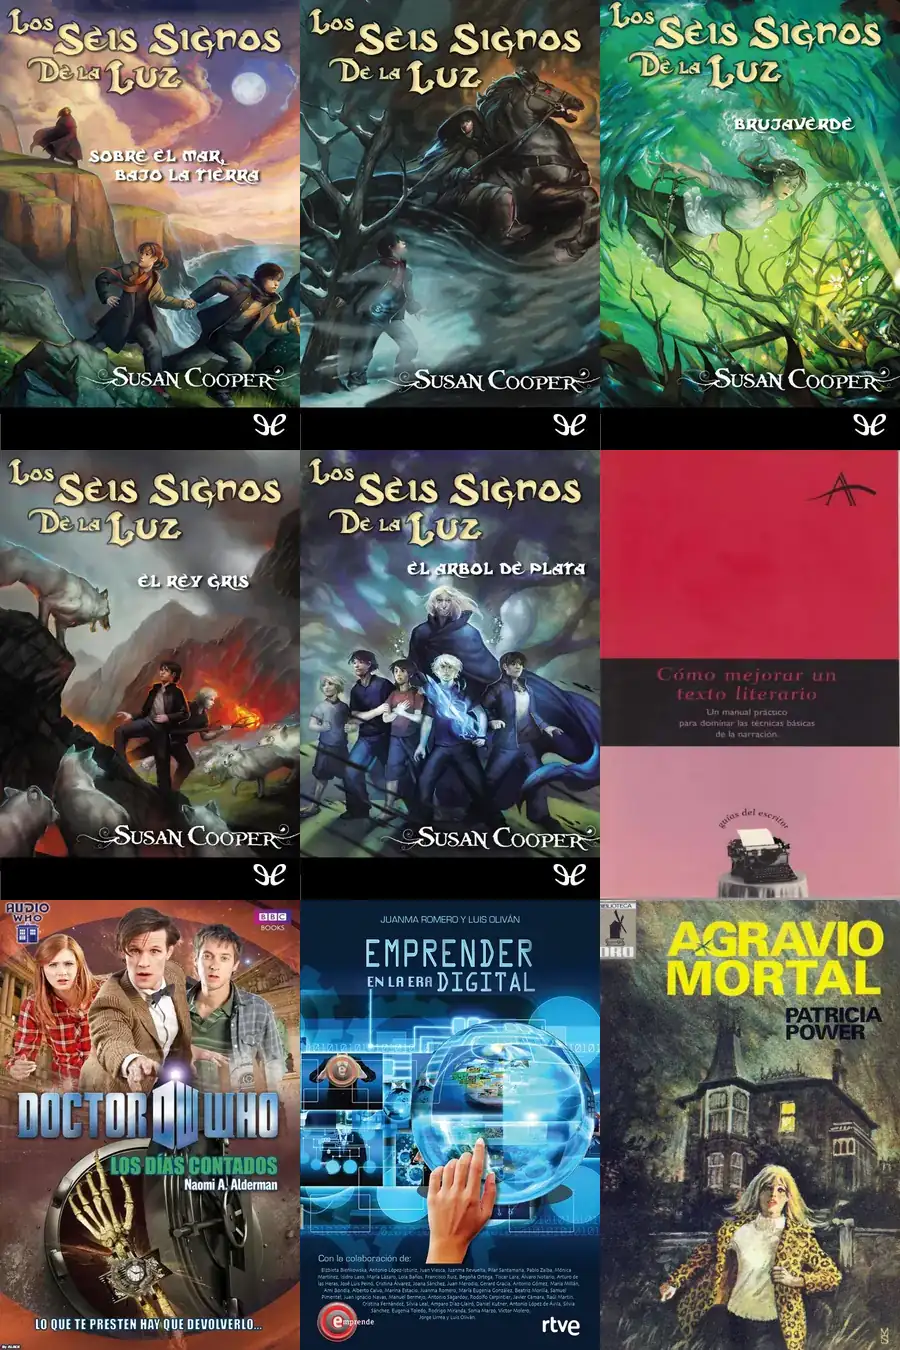 Los
Seis Signos
De la Luz
SOBRE EL MAR,
BAJO LA TIERRA
SUSAN COOPER
Los
Seis Signos
De la Luz
SUSAN COOPER
Los
Seis Signos
De la Luz
BRUJAVERDE
SUSAN COOPER
Los
Seis Signos
De la Luz
EL REY GRIS
SUSAN COOPER
Los
Seis Signos
De la Luz
EL ARBOL DE PLATA
SUSAN COOPER
Cómo mejorar un
texto literario
Un manual práctico
para dominar las técnicas básicas
de la narración.
guías del escritor
AUDIO
WHO
BBC
BOOKS
DOCTOR WHO
LOS DÍAS CONTADOS
Naomi A. Alderman
LO QUE TE PRESTEN HAY QUE DEVOLVERLO...
JUANMA ROMERO Y LUIS OLIVÁN
EMPRENDER
EN LA ERA DIGITAL
Con la colaboración de:
emprende
rtve
BIBLIOTECA
ORO
AGRAVIO
MORTAL
PATRICIA
POWER